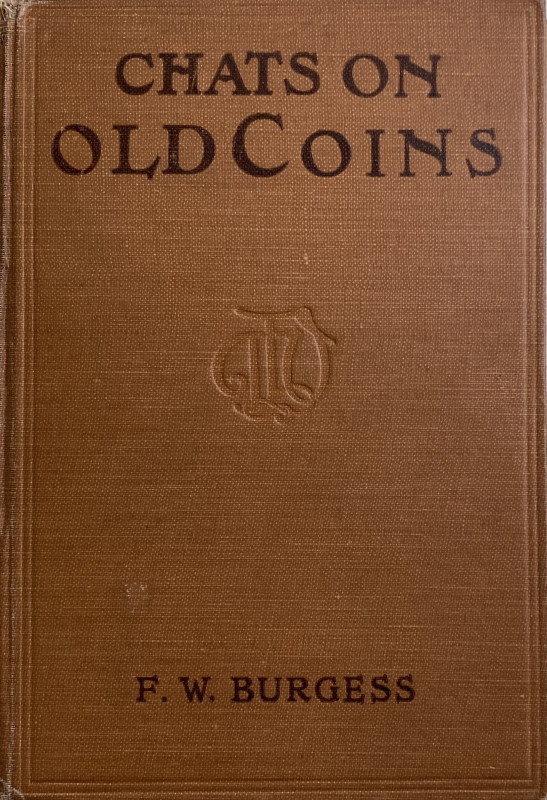 CHATS ON
OLD COINS
F. W. BURGESS